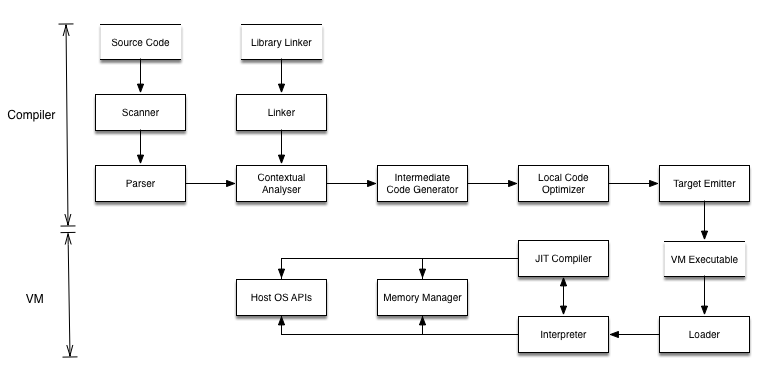 Source Code
Library Linker
Compiler
Scanner
Linker
Parser
Contextual
Analyser
Intermediate
Code Generator
Local Code
Optimizer
Target Emitter
VM
JIT Compiler
VM Executable
Host OS APIs
Memory Manager
Interpreter
Loader